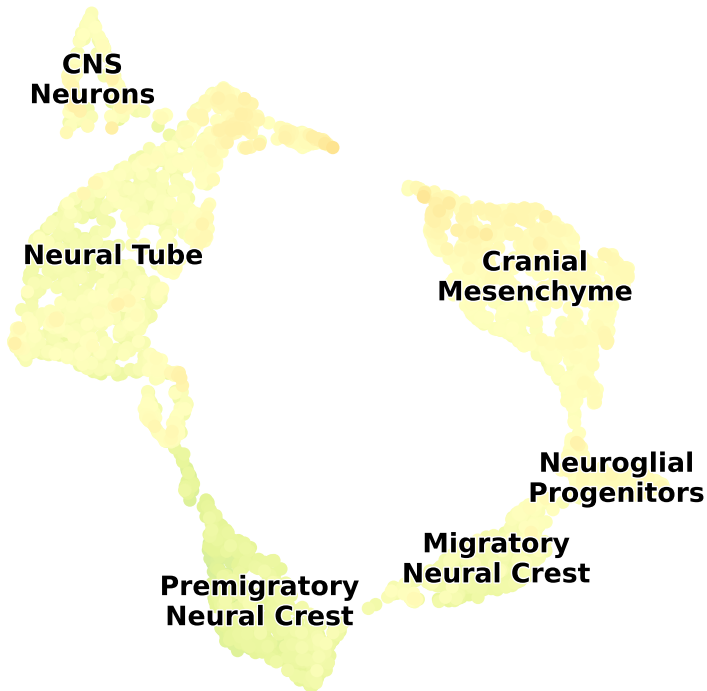 CNS
Neurons
Neural Tube
Cranial
Mesenchyme
Neuroglial
Progenitors
Migratory
Neural Crest
Premigratory
Neural Crest